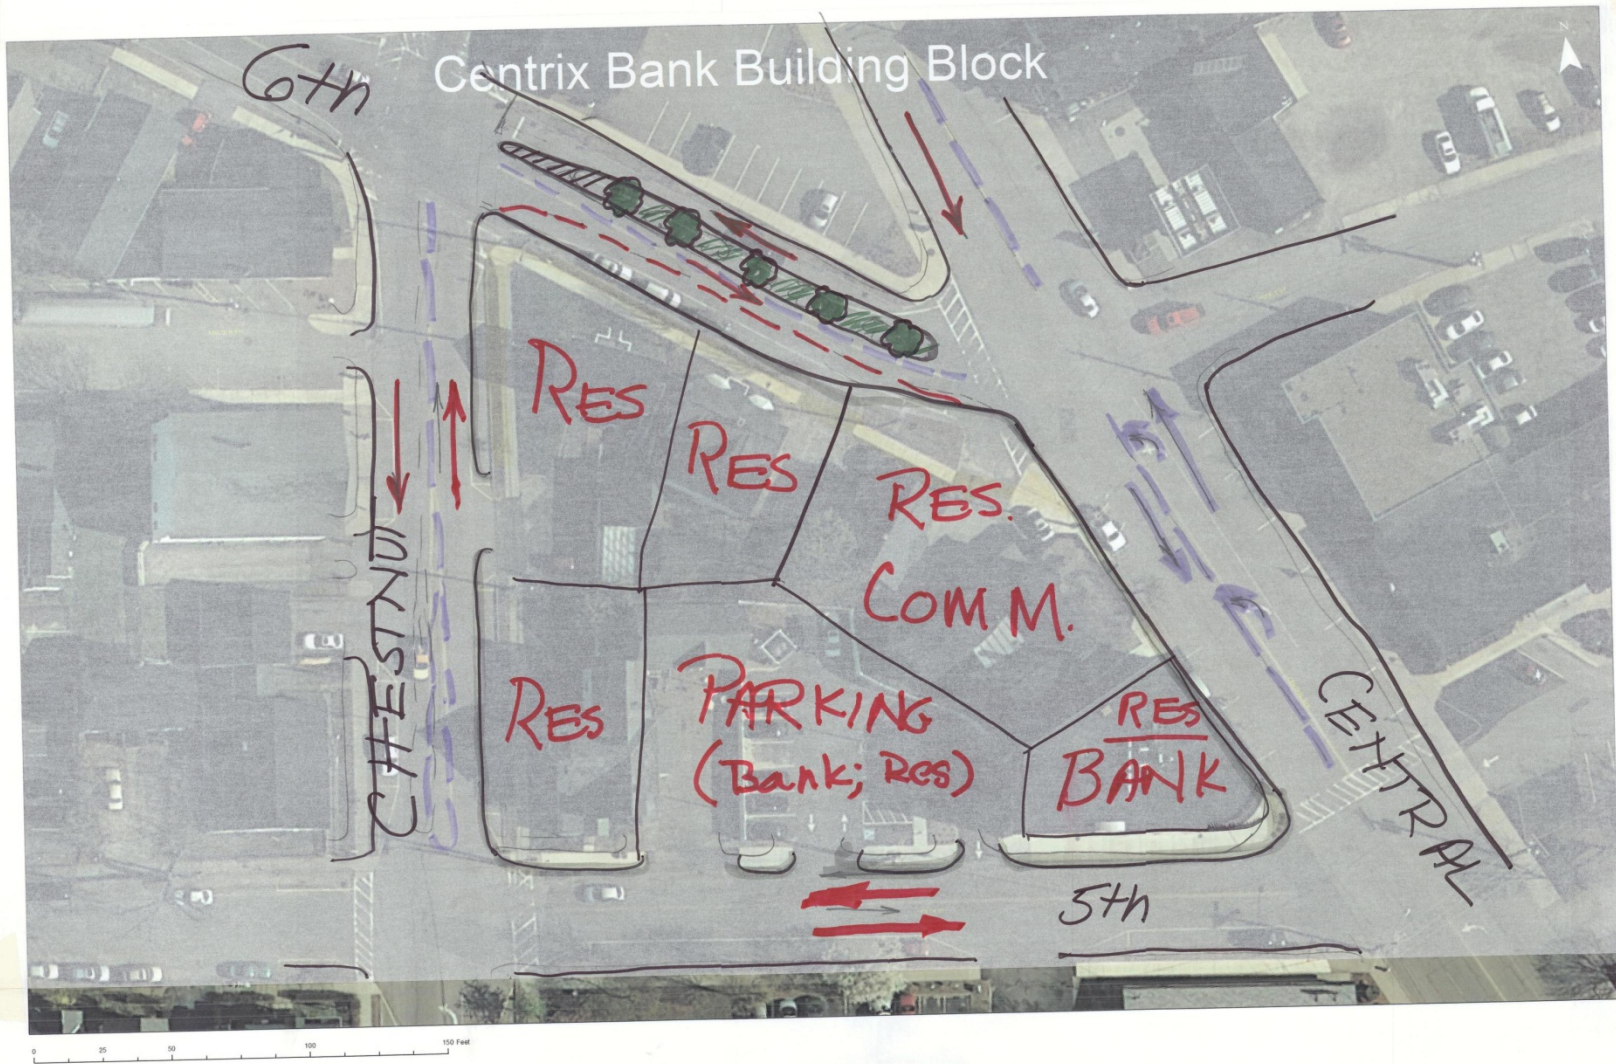 Centrix Bank Building Block
6th
N
RES
RES
RES.
COMM.
CHESTNUT
RES
PARKING
(Bank; Res)
RES
BANK
CENTRAL
5th
0 25 50 100 150 Feet